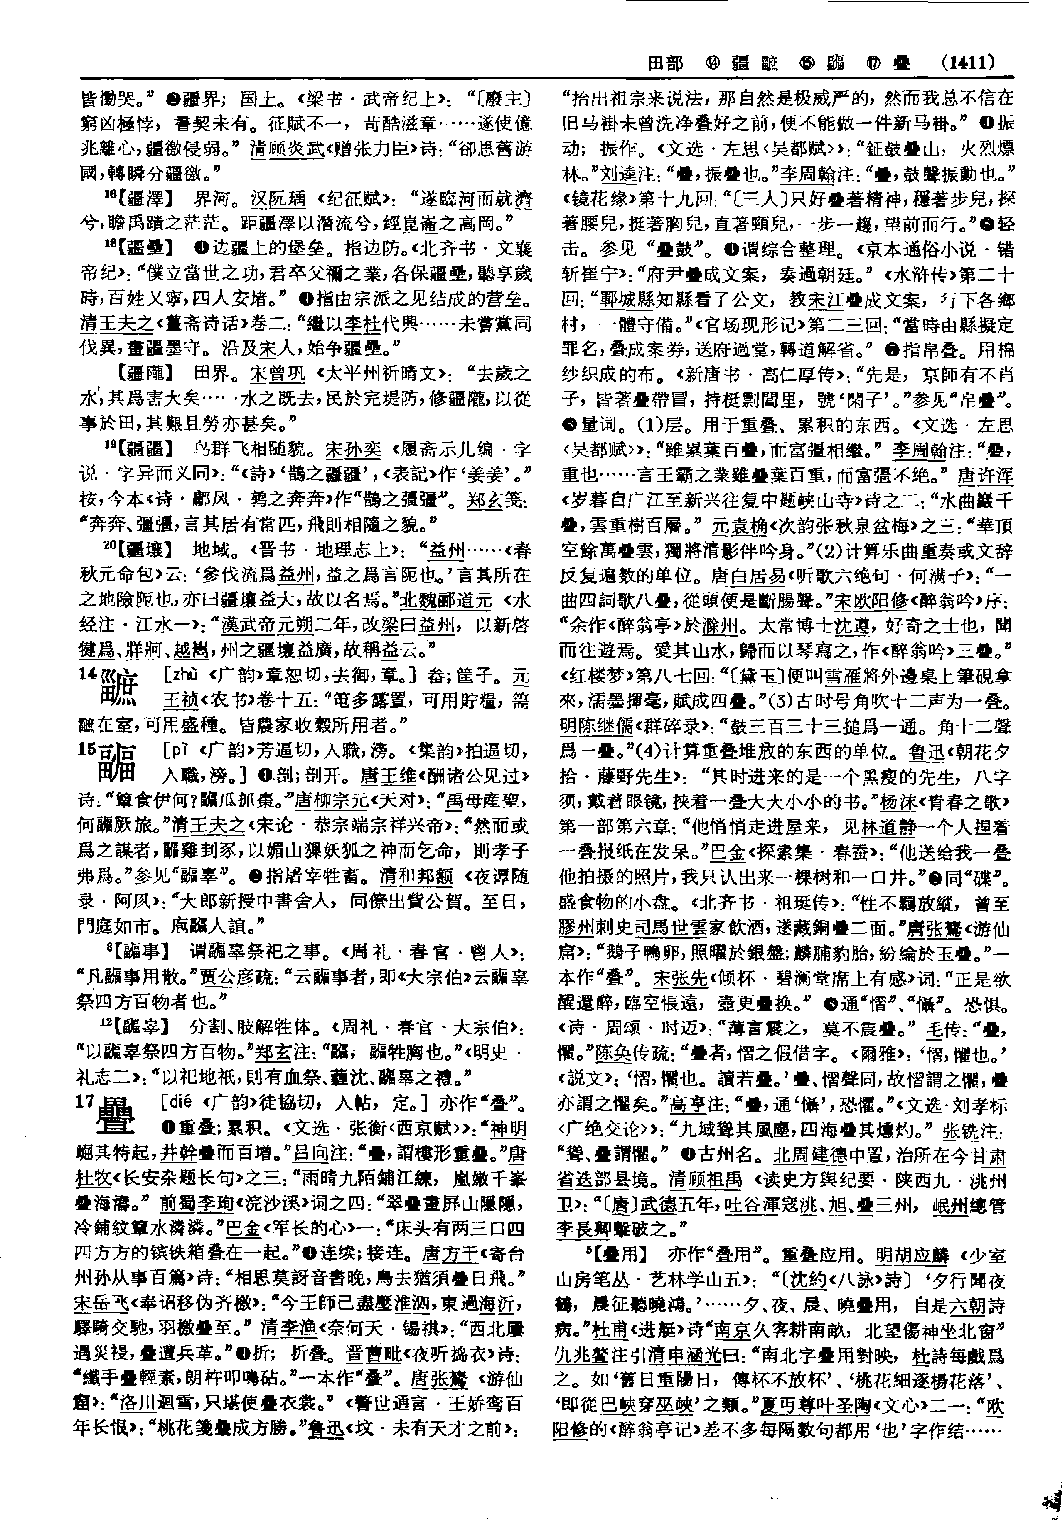 田部 ⑭ 疆 㽥 ⑮ 疈 ⑰ 疊 (1411)
皆慟哭。” ❷疆界；国土。《梁书·武帝纪上》：“〔廢主〕
窮凶極悖，書契未有。征賦不一，苛酷滋章……遂使億
兆離心，疆徼侵弱。” 清顾炎武《赠张力臣》诗：“卻思舊游
國，轉瞬分疆徼。”
16【疆澤】 界河。汉阮瑀《纪征赋》：“遂臨河而就濟
兮，瞻禹蹟之茫茫。距疆澤以潛流兮，經崑崙之高岡。”
18【疆壘】 ❶边疆上的堡垒。指边防。《北齐书·文襄
帝纪》：“僕立當世之功，君卒父禰之業，各保疆壘，聽享歲
時，百姓乂寧，四人安堵。” ❷指由宗派之见结成的营垒。
清王夫之《薑斋诗话》卷二：“繼以李杜代興……未嘗黨同
伐異，畫疆墨守。沿及宋人，始争疆壘。”
【疆隴】 田界。宋曾巩《太平州祈晴文》：“去歲之
水，其爲害大矣……水之既去，民於完堤防，修疆隴，以從
事於田，其艱且勞亦甚矣。”
19【疆疆】 鸟群飞相随貌。宋孙奕《履斋示儿编·字
说·字异而义同》：“《詩》‘鵲之疆疆’，《表記》作‘姜姜’。”
按，今本《诗·鄘风·鹑之奔奔》作“鵲之彊彊”。郑玄笺：
“奔奔、彊彊，言其居有常匹，飛則相隨之貌。”
20【疆壤】 地域。《晋书·地理志上》：“益州……《春
秋元命包》云：‘參伐流爲益州，益之爲言阨也。’言其所在
之地險阨也，亦曰疆壤益大，故以名焉。”北魏郦道元《水
经注·江水一》：“漢武帝元朔二年，改梁曰益州，以新啓
犍爲、牂柯、越巂，州之疆壤益廣，故稱益云。”
14㽥 [zhù 《广韵》章恕切，去御，章。] 畚；筐子。元
王祯《农书》卷十五：“篅多露置，可用貯糧，㽥
在室，可用盛種。皆農家收穀所用者。”
15疈 [pì 《广韵》芳逼切，入職，滂。《集韵》拍逼切，
入職，滂。] ❶剖；剖开。唐王维《酬诸公见过》
诗：“簞食伊何？疈瓜抓棗。”唐柳宗元《天对》：“禹母産聖，
何疈厥旅。”清王夫之《宋论·恭宗端宗祥兴帝》：“然而或
爲之謀者，疈雞刲豕，以媚山猓妖狐之神而乞命，則孝子
弗爲。”参见“疈辜”。❷指屠宰牲畜。清和邦额《夜谭随
录·阿凤》：“大郎新授中書舍人，同僚出貲公賀。至日，
門庭如市。庖疈人諠。”
8【疈事】 谓疈辜祭祀之事。《周礼·春官·鬯人》：
“凡疈事用散。”贾公彦疏：“云疈事者，即《大宗伯》云疈辜
祭四方百物者也。”
12【疈辜】 分割、肢解牲体。《周礼·春官·大宗伯》：
“以疈辜祭四方百物。”郑玄注：“疈，疈牲胸也。”《明史·
礼志二》：“以祀地祇，則有血祭、薶沈、疈辜之禮。”
17疊 [dié 《广韵》徒協切，入帖，定。] 亦作“疉”。
❶重叠；累积。《文选·张衡〈西京赋〉》：“神明
崛其特起，井幹疊而百增。”吕向注：“疊，謂樓形重疊。”唐
杜牧《长安杂题长句》之三：“雨晴九陌鋪江練，嵐嫩千峯
疊海濤。” 前蜀李珣《浣沙溪》词之四：“翠疊畫屏山隱隱，
冷鋪紋簟水潾潾。”巴金《军长的心》一：“床头有两三口四
四方方的镔铁箱叠在一起。”❷连续；接连。唐方干《寄台
州孙从事百篇》诗：“相思莫訝音書晚，鳥去猶須疊日飛。”
宋岳飞《奉诏移伪齐檄》：“今王師已盡壓淮泗，東過海沂，
驛騎交馳，羽檄疊至。” 清李渔《奈何天·锡祺》：“西北屢
遇災祲，疊遭兵革。”❸折；折叠。晋曹毗《夜听捣衣》诗：
“纖手疊輕素，朗杵叩鳴砧。”一本作“叠”。唐张鷟《游仙
窟》：“洛川迴雪，只堪使疊衣裳。” 《警世通言·王娇鸾百
年长恨》：“桃花箋疊成方勝。”鲁迅《坟·未有天才之前》：
“抬出祖宗来说法，那自然是极威严的，然而我总不信在
旧马褂未曾洗净叠好之前，便不能做一件新马褂。” ❹振
动；振作。《文选·左思〈吴都赋〉》：“鉦鼓疊山，火烈熛
林。”刘逵注：“疊，振疊也。”李周翰注：“疊，鼓聲振動也。”
《镜花缘》第十九回：“〔三人〕只好疊著精神，穩著步兒，探
著腰兒，挺著胸兒，直著頸兒，一步一趨，望前而行。”❺轻
击。参见“疊鼓”。❻谓综合整理。《京本通俗小说·错
斩崔宁》：“府尹疊成文案，奏過朝廷。” 《水浒传》第二十
回：“鄆城縣知縣看了公文，教宋江疊成文案，行下各鄉
村，一體守備。”《官场现形记》第二三回：“當時由縣擬定
罪名，叠成案券，送府過堂，轉道解省。” ❼指帛叠。用棉
纱织成的布。《新唐书·高仁厚传》：“先是，京師有不肖
子，皆著疊帶冒，持梃剽閭里，號‘閑子’。”参见“帛叠”。
❽量词。(1)层。用于重叠、累积的东西。《文选·左思
〈吴都赋〉》：“雖累葉百疊，而富彊相繼。” 李周翰注：“疊，
重也……言王霸之業雖疊葉百重，而富彊不绝。” 唐许浑
《岁暮自广江至新兴往复中题峡山寺》诗之二：“水曲巖千
疊，雲重樹百層。” 元袁桷《次韵张秋泉盆梅》之三：“華頂
空餘萬疊雲，獨將清影伴吟身。”(2)计算乐曲重奏或文辞
反复遍数的单位。唐白居易《听歌六绝句·何满子》：“一
曲四詞歌八疊，從頭便是斷腸聲。”宋欧阳修《醉翁吟》序：
“余作《醉翁亭》於滁州。太常博士沈遵，好奇之士也，聞
而往遊焉。愛其山水，歸而以琴寫之，作《醉翁吟》三疊。”
《红楼梦》第八七回：“〔黛玉〕便叫雪雁將外邊桌上筆硯拿
來，濡墨揮毫，賦成四疊。”(3)古时号角吹十二声为一叠。
明陈继儒《群碎录》：“鼓三百三十三搥爲一通。角十二聲
爲一疊。”(4)计算重叠堆放的东西的单位。鲁迅《朝花夕
拾·藤野先生》：“其时进来的是一个黑瘦的先生，八字
须，戴着眼镜，挟着一叠大大小小的书。”杨沫《青春之歌》
第一部第六章：“他悄悄走进屋来，见林道静一个人捏着
一叠报纸在发呆。”巴金《探索集·春蚕》：“他送给我一叠
他拍摄的照片，我只认出来一棵树和一口井。”❾同“碟”。
盛食物的小盘。《北齐书·祖珽传》：“性不羈放縱，曾至
膠州刺史司馬世雲家飲酒，遂藏銅疊二面。”唐张鷟《游仙
窟》：“鵝子鴨卵，照曜於銀盤；麟脯豹胎，紛綸於玉疊。”一
本作“叠”。宋张先《倾杯·碧澜堂席上有感》词：“正是欲
醒還醉，臨空悵遠，壺更疊換。” ❿通“慴”、“懾”。恐惧。
《诗·周颂·时迈》：“薄言震之，莫不震疊。” 毛传：“疊，
懼。”陈奂传疏：“疊者，慴之假借字。《爾雅》：‘慴，懼也。’
《説文》：‘慴，懼也。讀若疊。’疊、慴聲同，故慴謂之懼，疊
亦謂之懼矣。”高亨注：“疊，通‘懾’，恐懼。”《文选·刘孝标
〈广绝交论〉》：“九域聳其風塵，四海疊其燻灼。” 张铣注：
“聳、疊謂懼。” ⓫古州名。北周建德中置，治所在今甘肃
省迭部县境。清顾祖禹《读史方舆纪要·陕西九·洮州
卫》：“〔唐〕武德五年，吐谷渾寇洮、旭、疊三州，岷州總管
李長卿擊破之。”
5【疊用】 亦作“叠用”。重叠应用。明胡应麟《少室
山房笔丛·艺林学山五》：“〔沈約《八詠》詩〕‘夕行聞夜
鶴，晨征聽曉鴻。’……夕、夜、晨、曉疊用，自是六朝詩
病。”杜甫《进艇》诗“南京久客耕南畝，北望傷神坐北窗”
仇兆鳌注引清申涵光曰：“南北字疊用對映，杜詩每戲爲
之。如‘舊日重陽日，傳杯不放杯’、‘桃花細逐楊花落’、
‘即從巴峽穿巫峽’之類。”夏丏尊叶圣陶《文心》二一：“欧
阳修的《醉翁亭记》差不多每隔数句都用‘也’字作结……